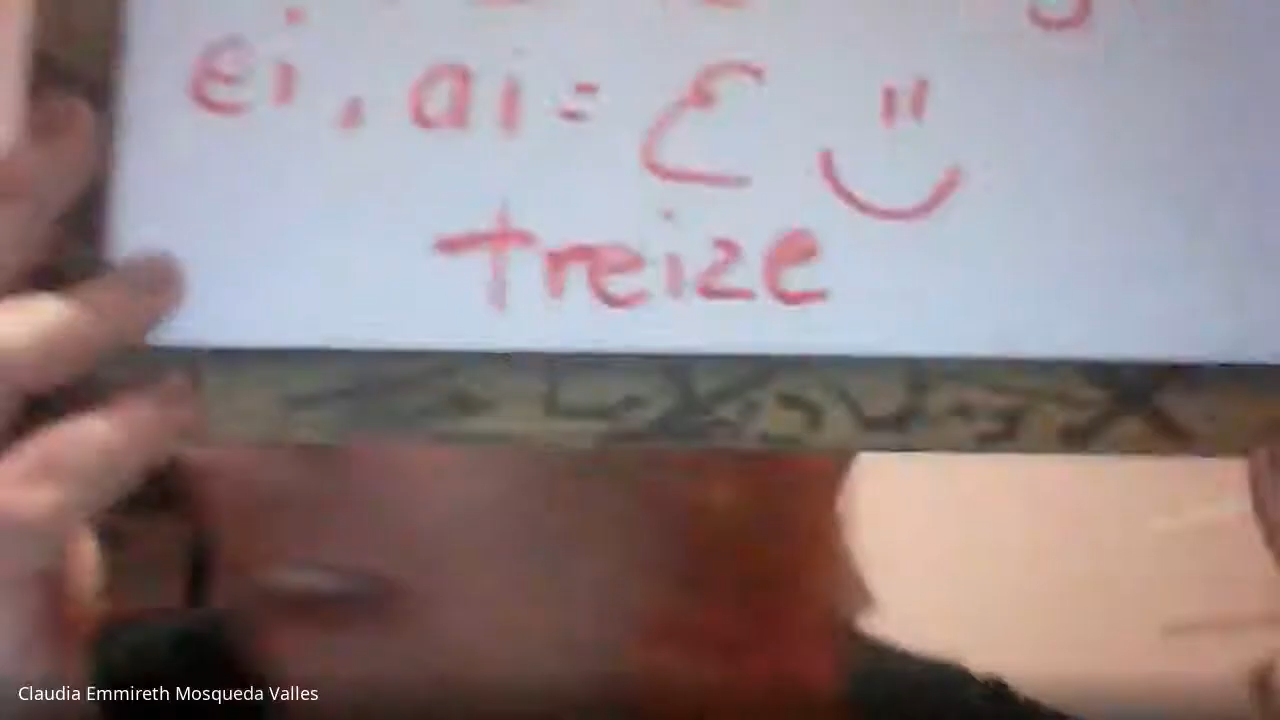 ei, ai = ε
treize
Claudia Emmireth Mosqueda Valles